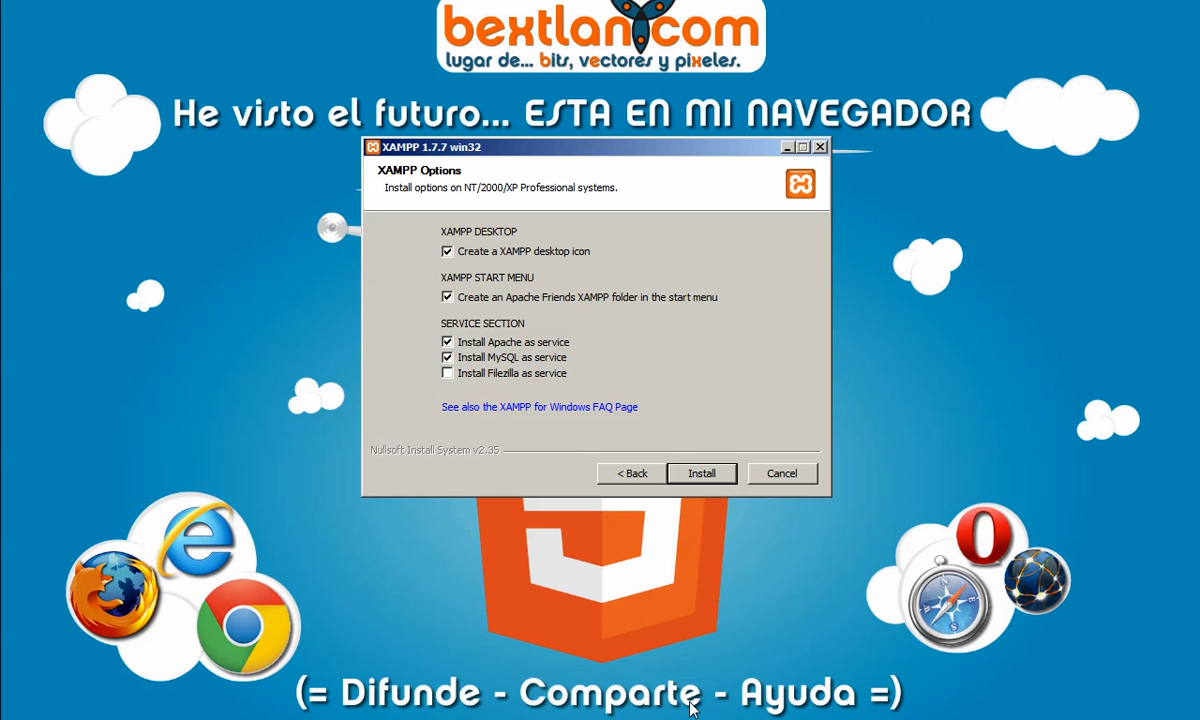 bextlan.com
lugar de... bits, vectores y pixeles.
He visto el futuro... ESTA EN MI NAVEGADOR
XAMPP 1.7.7 win32
XAMPP Options
Install options on NT/2000/XP Professional systems.
XAMPP DESKTOP
Create a XAMPP desktop icon
XAMPP START MENU
Create an Apache Friends XAMPP folder in the start menu
SERVICE SECTION
Install Apache as service
Install MySQL as service
Install Filezilla as service
See also the XAMPP for Windows FAQ Page
Nullsoft Install System v2.35
< Back Install Cancel
(= Difunde - Comparte - Ayuda =)